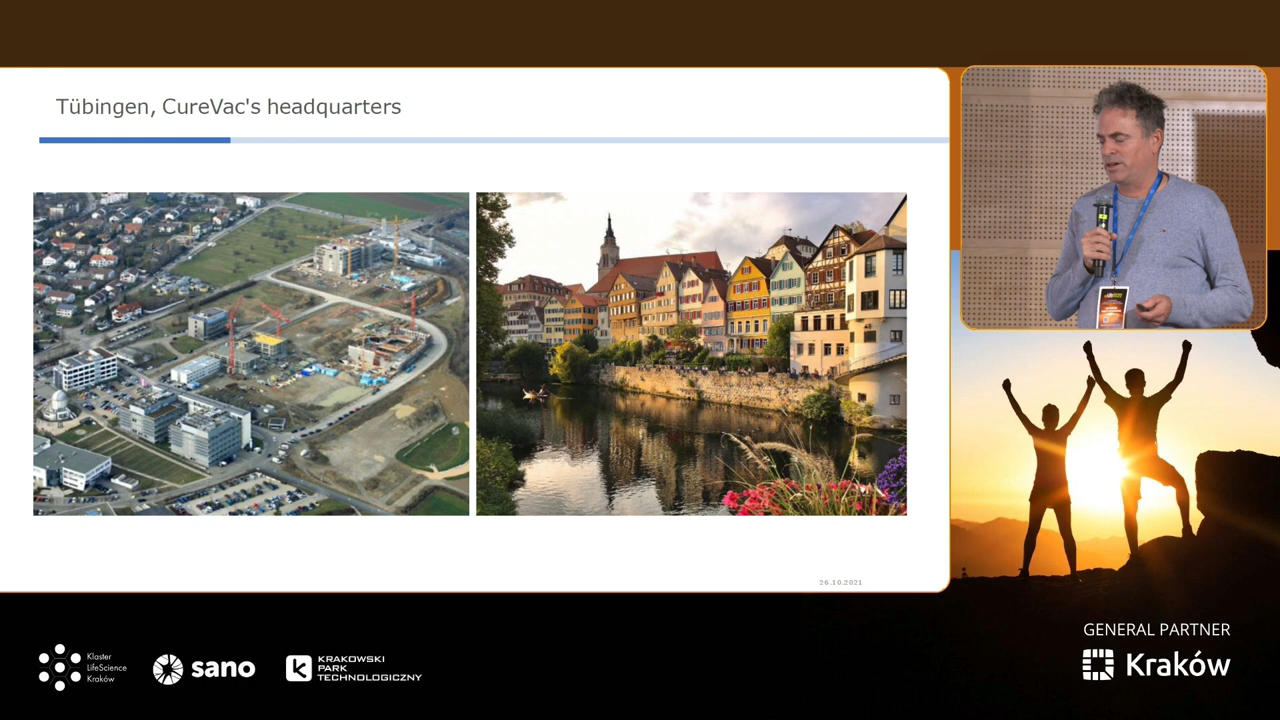 Tübingen, CureVac's headquarters
26.10.2021
Klaster
LifeScience
Kraków
sano
KRAKOWSKI
PARK
TECHNOLOGICZNY
GENERAL PARTNER
Kraków